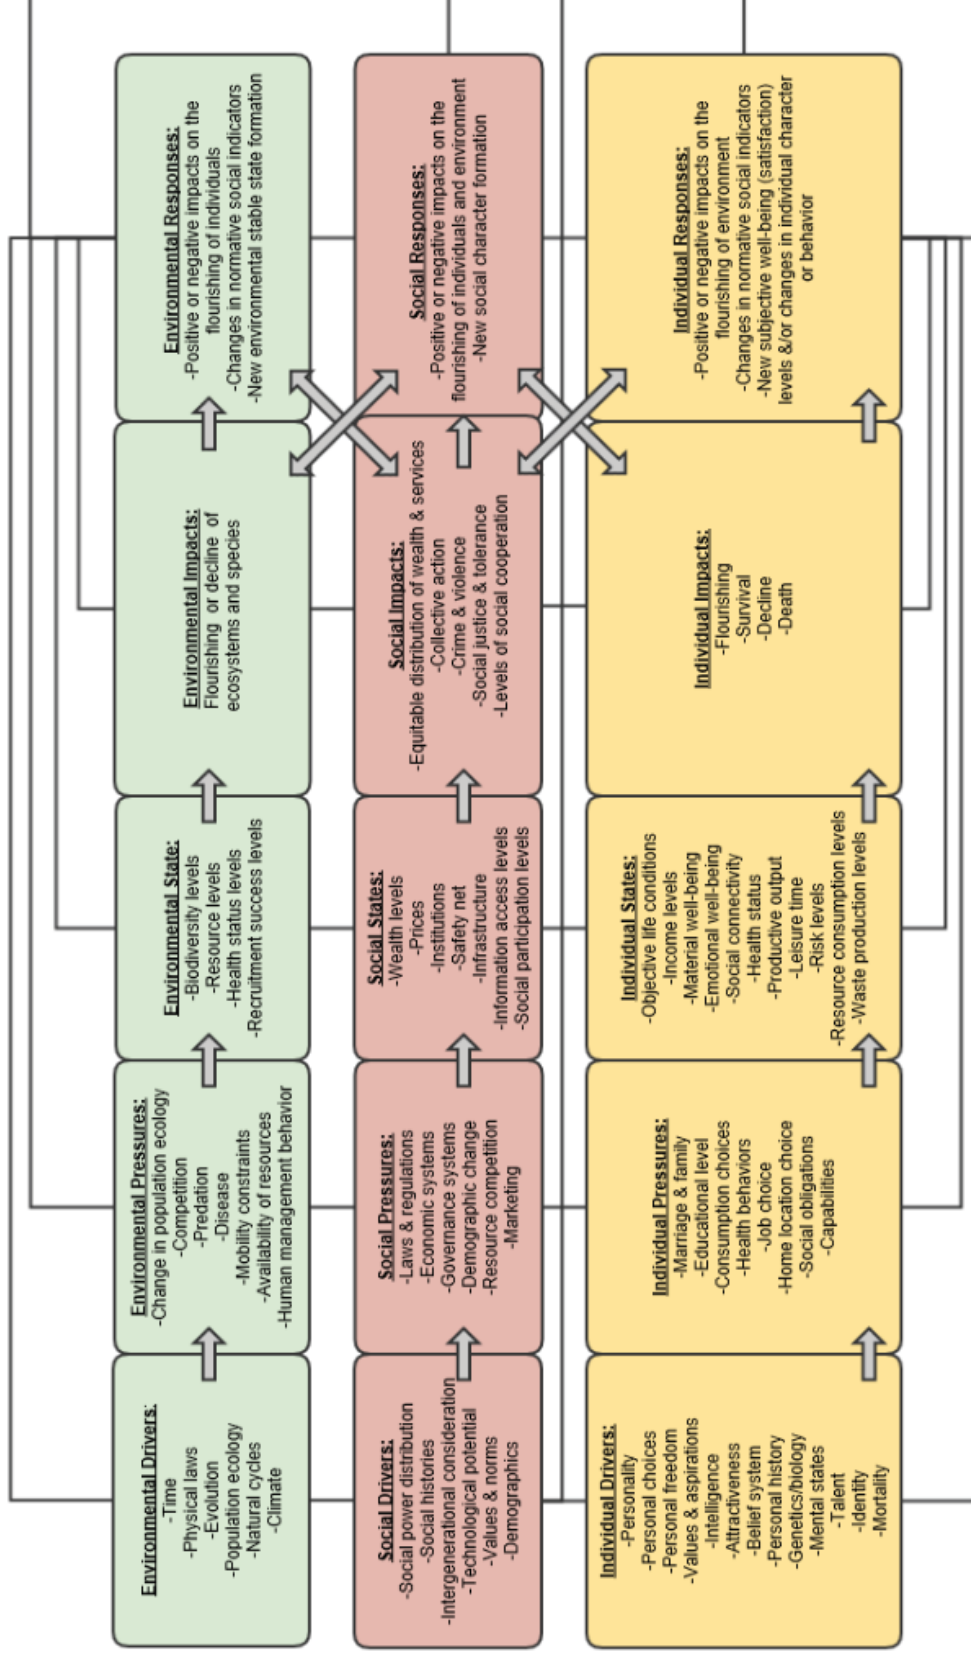 Environmental Drivers:
-Time
-Physical laws
-Evolution
-Population ecology
-Natural cycles
-Climate
Environmental Pressures:
-Change in population ecology
-Competition
-Predation
-Disease
-Mobility constraints
-Availability of resources
-Human management behavior
Environmental State:
-Biodiversity levels
-Resource levels
-Health status levels
-Recruitment success levels
Environmental Impacts:
Flourishing or decline of
ecosystems and species
Environmental Responses:
-Positive or negative impacts on the
flourishing of individuals
-Changes in normative social indicators
-New environmental stable state formation
Social Drivers:
-Social power distribution
-Social histories
-Intergenerational consideration
-Technological potential
-Values & norms
-Demographics
Social Pressures:
-Laws & regulations
-Economic systems
-Governance systems
-Demographic change
-Resource competition
-Marketing
Social States:
-Wealth levels
-Prices
-Institutions
-Safety net
-Infrastructure
-Information access levels
-Social participation levels
Social Impacts:
-Equitable distribution of wealth & services
-Collective action
-Crime & violence
-Social justice & tolerance
-Levels of social cooperation
Social Responses:
-Positive or negative impacts on the
flourishing of individuals and environment
-New social character formation
Individual Drivers:
-Personality
-Personal choices
-Personal freedom
-Values & aspirations
-Intelligence
-Attractiveness
-Belief system
-Personal history
-Genetics/biology
-Mental states
-Talent
-Identity
-Mortality
Individual Pressures:
-Marriage & family
-Educational level
-Consumption choices
-Health behaviors
-Job choice
-Home location choice
-Social obligations
-Capabilities
Individual States:
-Objective life conditions
-Income levels
-Material well-being
-Emotional well-being
-Social connectivity
-Health status
-Productive output
-Leisure time
-Risk levels
-Resource consumption levels
-Waste production levels
Individual Impacts:
-Flourishing
-Survival
-Decline
-Death
Individual Responses:
-Positive or negative impacts on the
flourishing of environment
-Changes in normative social indicators
-New subjective well-being (satisfaction)
levels &/or changes in individual character
or behavior